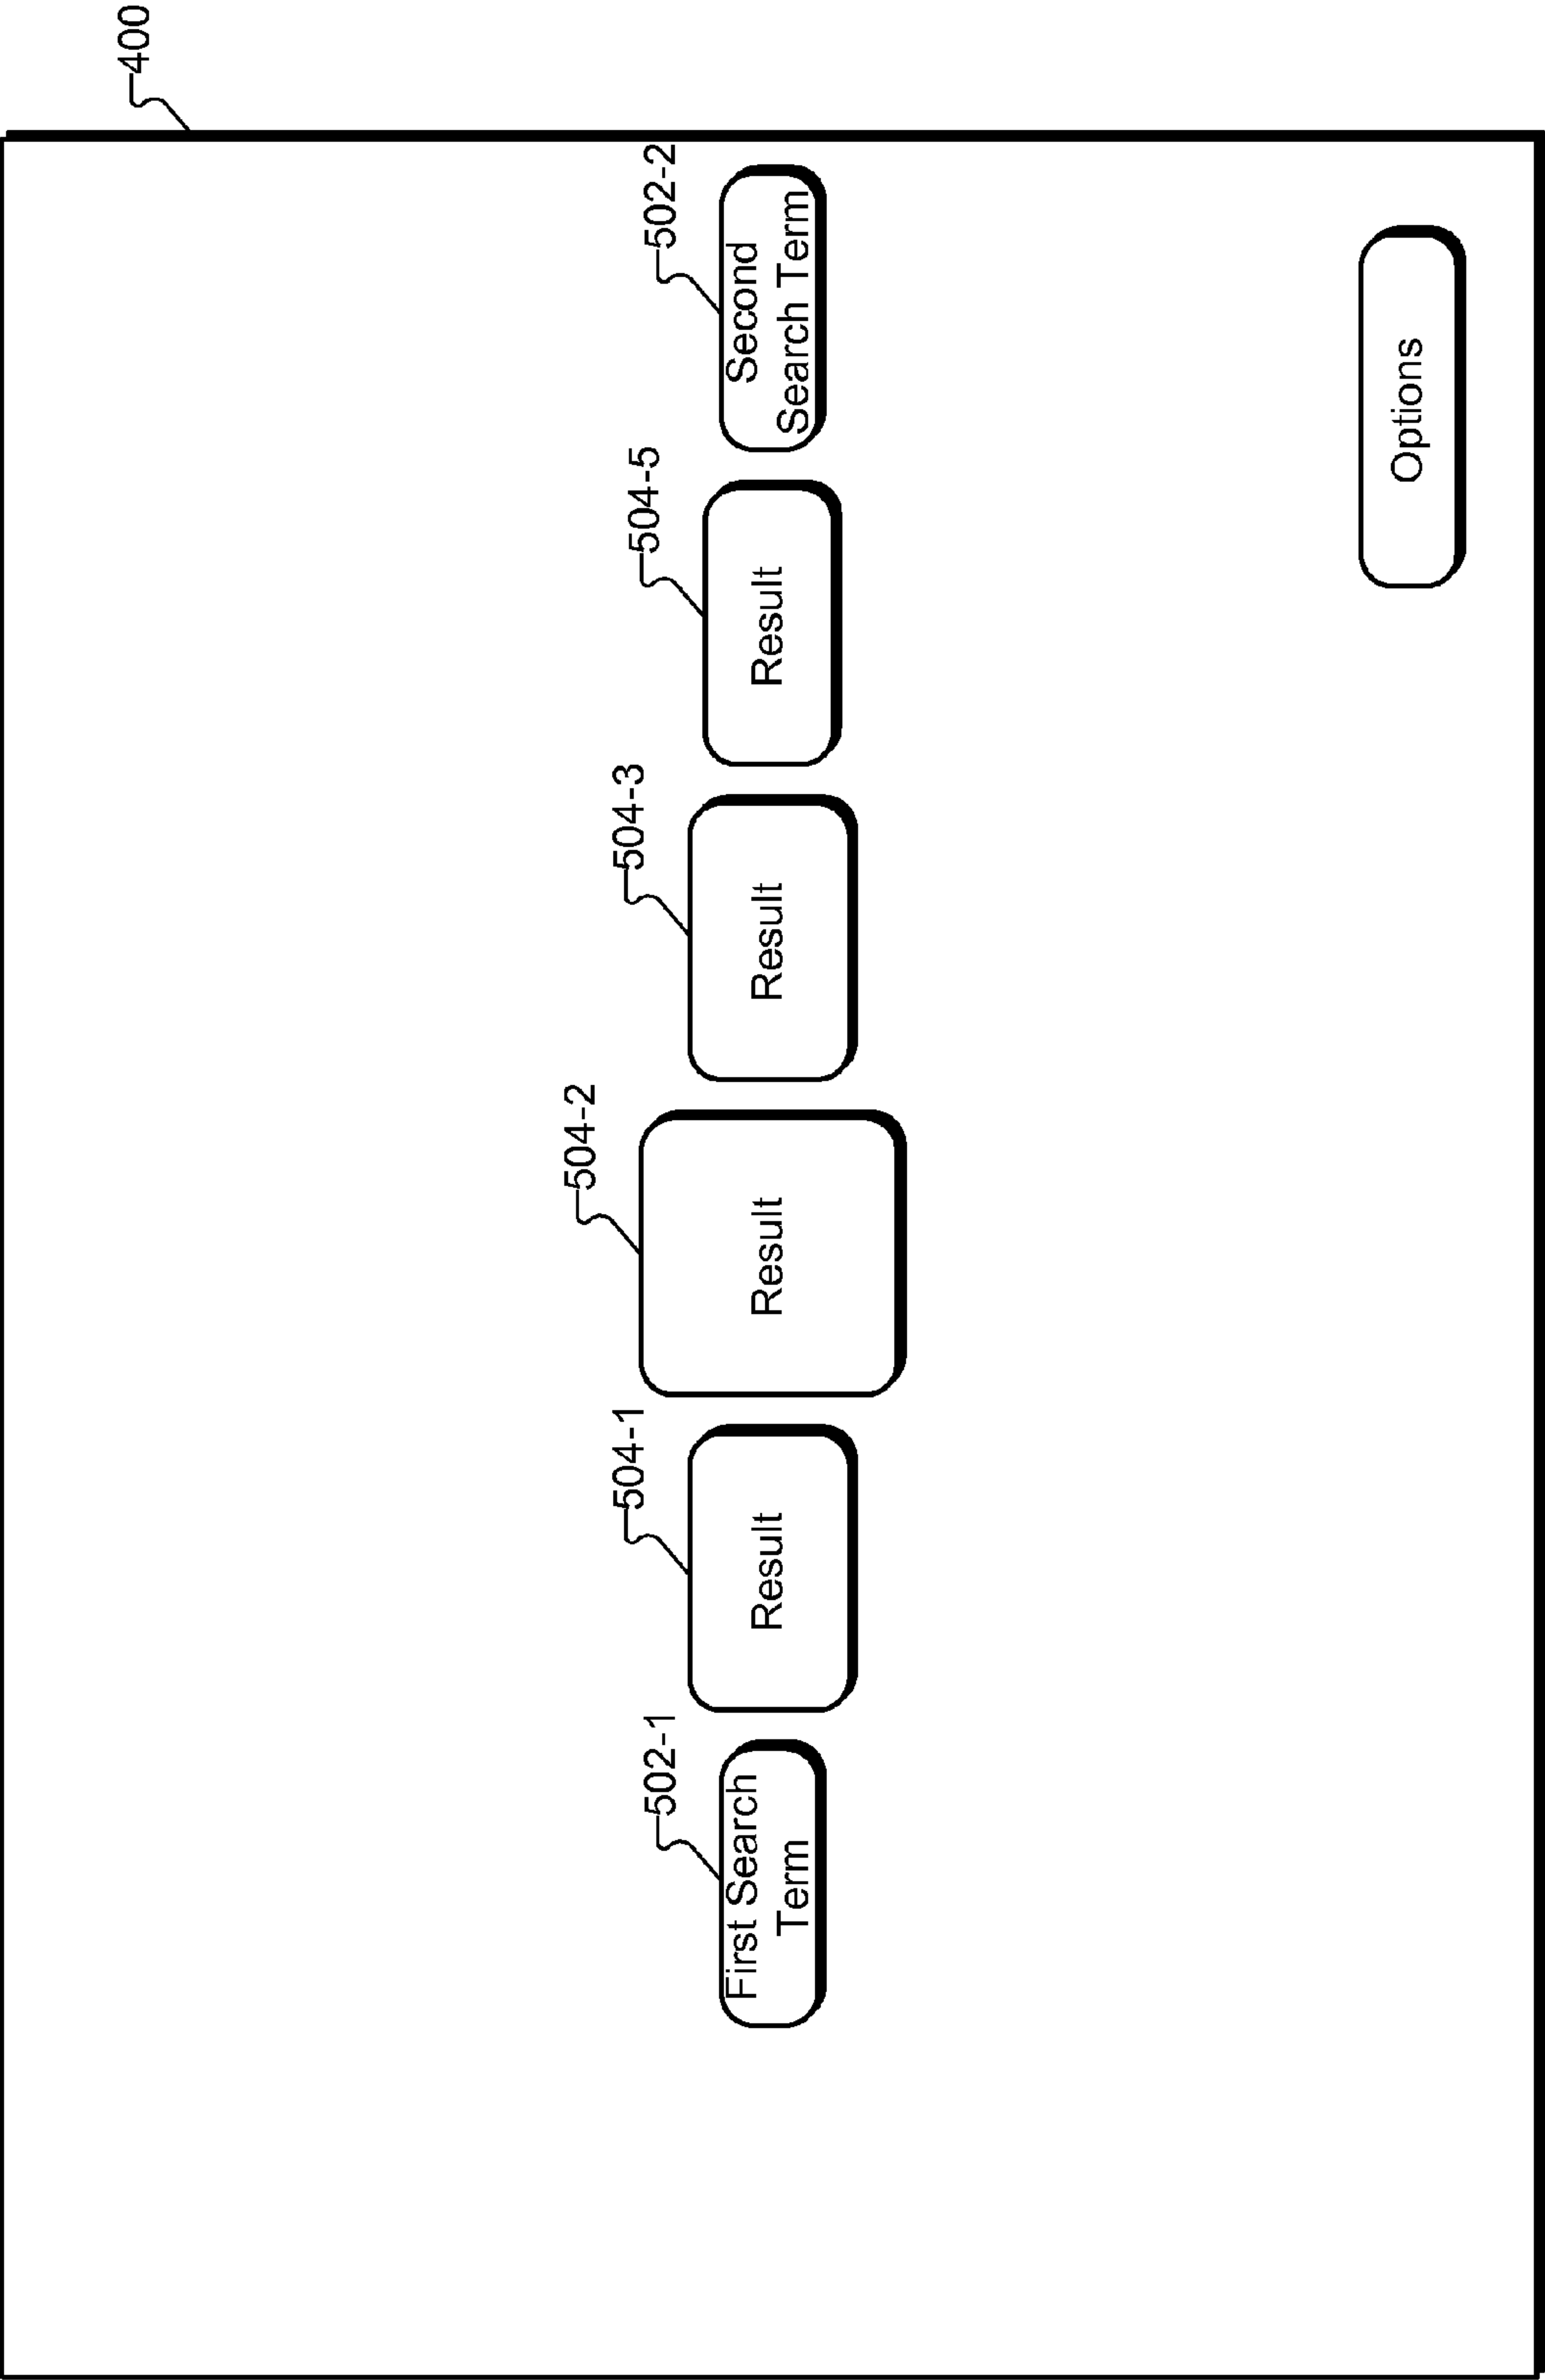 400
502-1
504-1
504-2
504-3
504-5
502-2
First Search
Term
Result
Result
Result
Result
Second
Search Term
Options